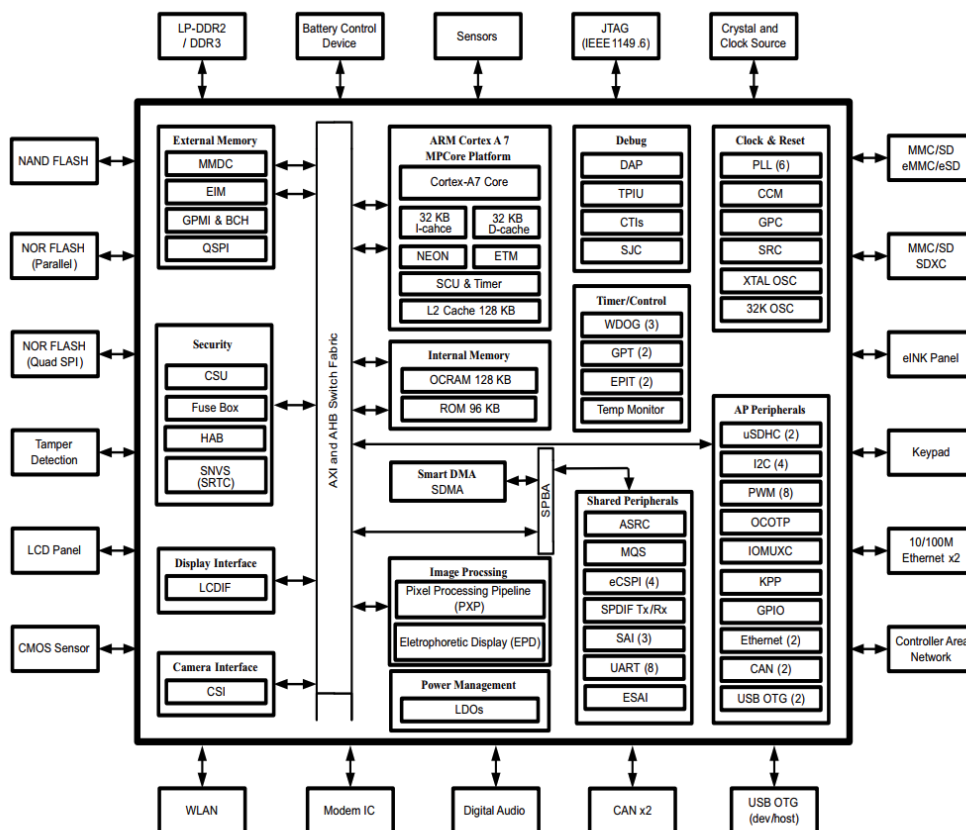 LP-DDR2
/ DDR3
Battery Control
Device
Sensors
JTAG
(IEEE1149.6)
Crystal and
Clock Source
NAND FLASH
NOR FLASH
(Parallel)
NOR FLASH
(Quad SPI)
Tamper
Detection
LCD Panel
CMOS Sensor
External Memory
MMDC
EIM
GPMI & BCH
QSPI
Security
CSU
Fuse Box
HAB
SNVS
(SRTC)
Display Interface
LCDIF
Camera Interface
CSI
AXI and AHB Switch Fabric
ARM Cortex A 7
MPCore Platform
Cortex-A7 Core
32 KB
I-cahce
32 KB
D-cache
NEON
ETM
SCU & Timer
L2 Cache 128 KB
Internal Memory
OCRAM 128 KB
ROM 96 KB
Smart DMA
SDMA
SPBA
Image Procssing
Pixel Processing Pipeline
(PXP)
Eletrophoretic Display (EPD)
Power Management
LDOs
Debug
DAP
TPIU
CTIs
SJC
Timer/Control
WDOG (3)
GPT (2)
EPIT (2)
Temp Monitor
Shared Peripherals
ASRC
MQS
eCSPI (4)
SPDIF Tx/Rx
SAI (3)
UART (8)
ESAI
Clock & Reset
PLL (6)
CCM
GPC
SRC
XTAL OSC
32K OSC
AP Peripherals
uSDHC (2)
I2C (4)
PWM (8)
OCOTP
IOMUXC
KPP
GPIO
Ethernet (2)
CAN (2)
USB OTG (2)
MMC/SD
eMMC/eSD
MMC/SD
SDXC
eINK Panel
Keypad
10/100M
Ethernet x2
Controller Area
Network
WLAN
Modem IC
Digital Audio
CAN x2
USB OTG
(dev/host)